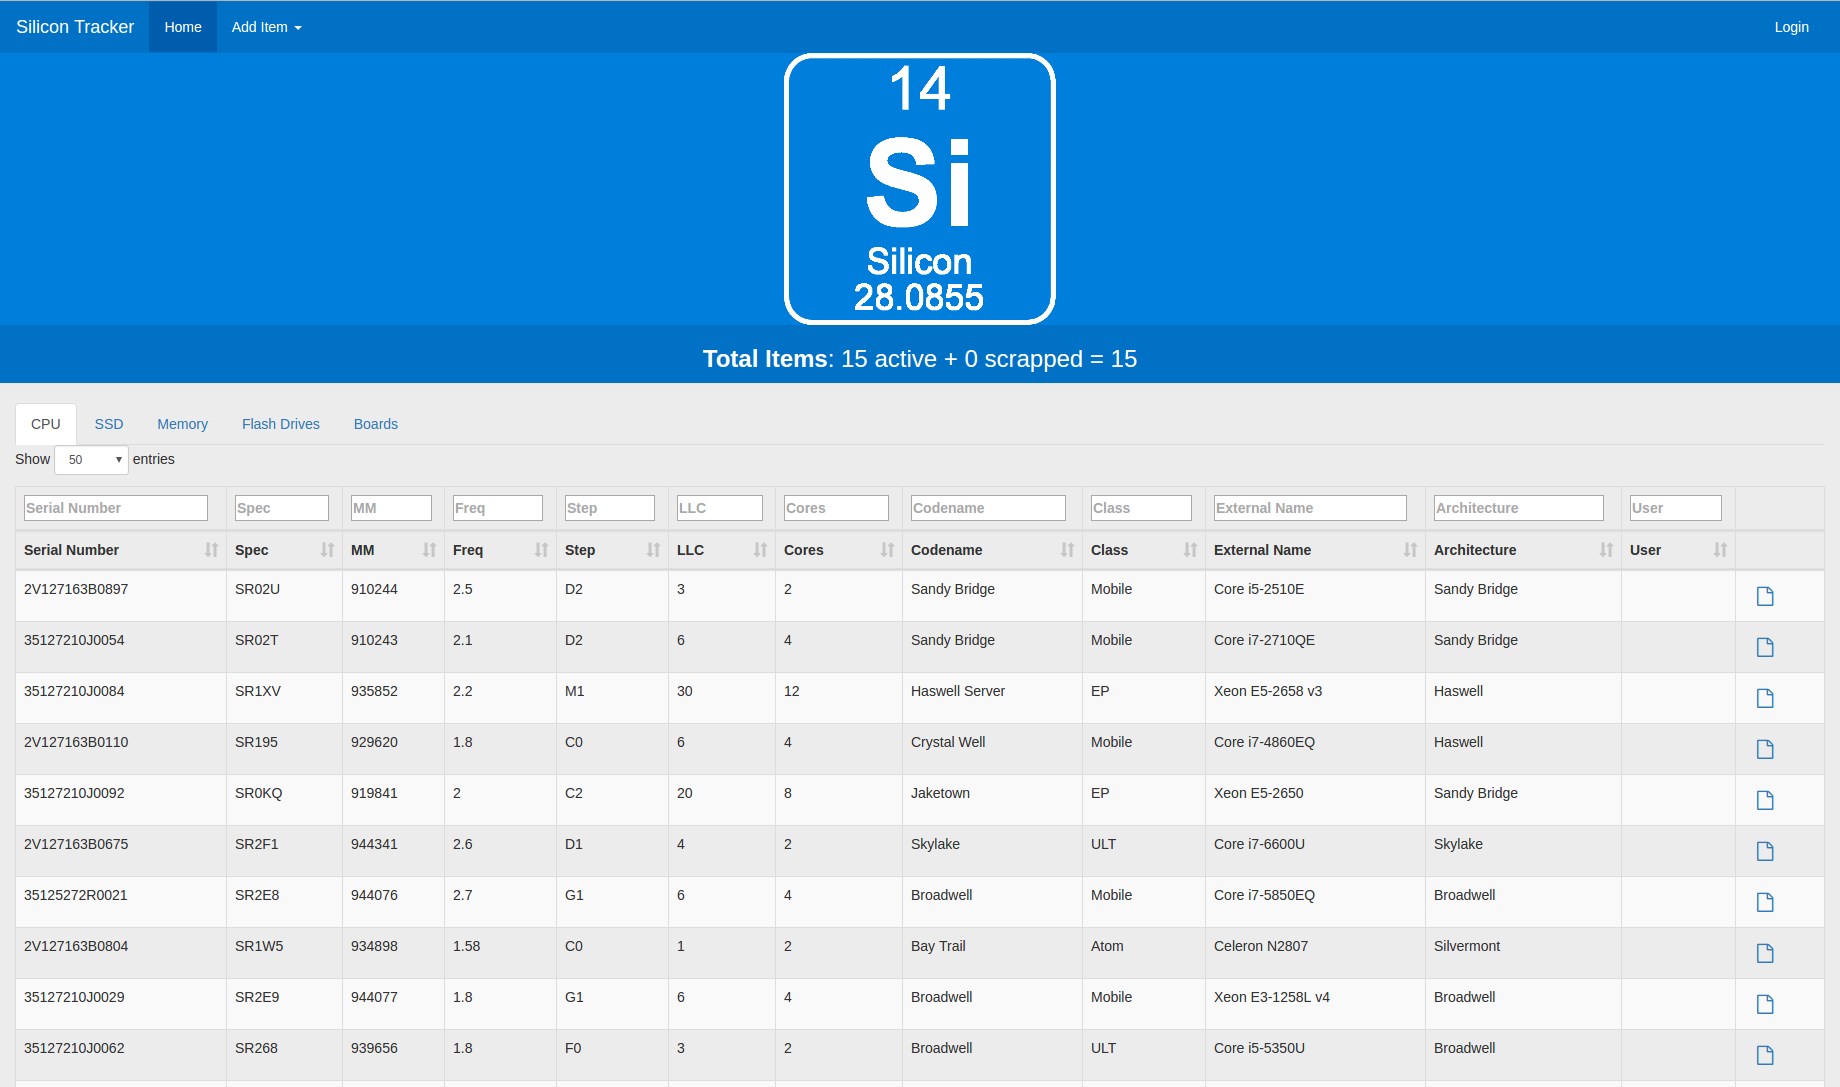 Silicon Tracker Home Add Item Login
14
Si
Silicon
28.0855
Total Items: 15 active + 0 scrapped = 15
CPU SSD Memory Flash Drives Boards
Show 50 entries
Serial Number Spec MM Freq Step LLC Cores Codename Class External Name Architecture User
Serial Number Spec MM Freq Step LLC Cores Codename Class External Name Architecture User
2V127163B0897 SR02U 910244 2.5 D2 3 2 Sandy Bridge Mobile Core i5-2510E Sandy Bridge
35127210J0054 SR02T 910243 2.1 D2 6 4 Sandy Bridge Mobile Core i7-2710QE Sandy Bridge
35127210J0084 SR1XV 935852 2.2 M1 30 12 Haswell Server EP Xeon E5-2658 v3 Haswell
2V127163B0110 SR195 929620 1.8 C0 6 4 Crystal Well Mobile Core i7-4860EQ Haswell
35127210J0092 SR0KQ 919841 2 C2 20 8 Jaketown EP Xeon E5-2650 Sandy Bridge
2V127163B0675 SR2F1 944341 2.6 D1 4 2 Skylake ULT Core i7-6600U Skylake
35125272R0021 SR2E8 944076 2.7 G1 6 4 Broadwell Mobile Core i7-5850EQ Broadwell
2V127163B0804 SR1W5 934898 1.58 C0 1 2 Bay Trail Atom Celeron N2807 Silvermont
35127210J0029 SR2E9 944077 1.8 G1 6 4 Broadwell Mobile Xeon E3-1258L v4 Broadwell
35127210J0062 SR268 939656 1.8 F0 3 2 Broadwell ULT Core i5-5350U Broadwell